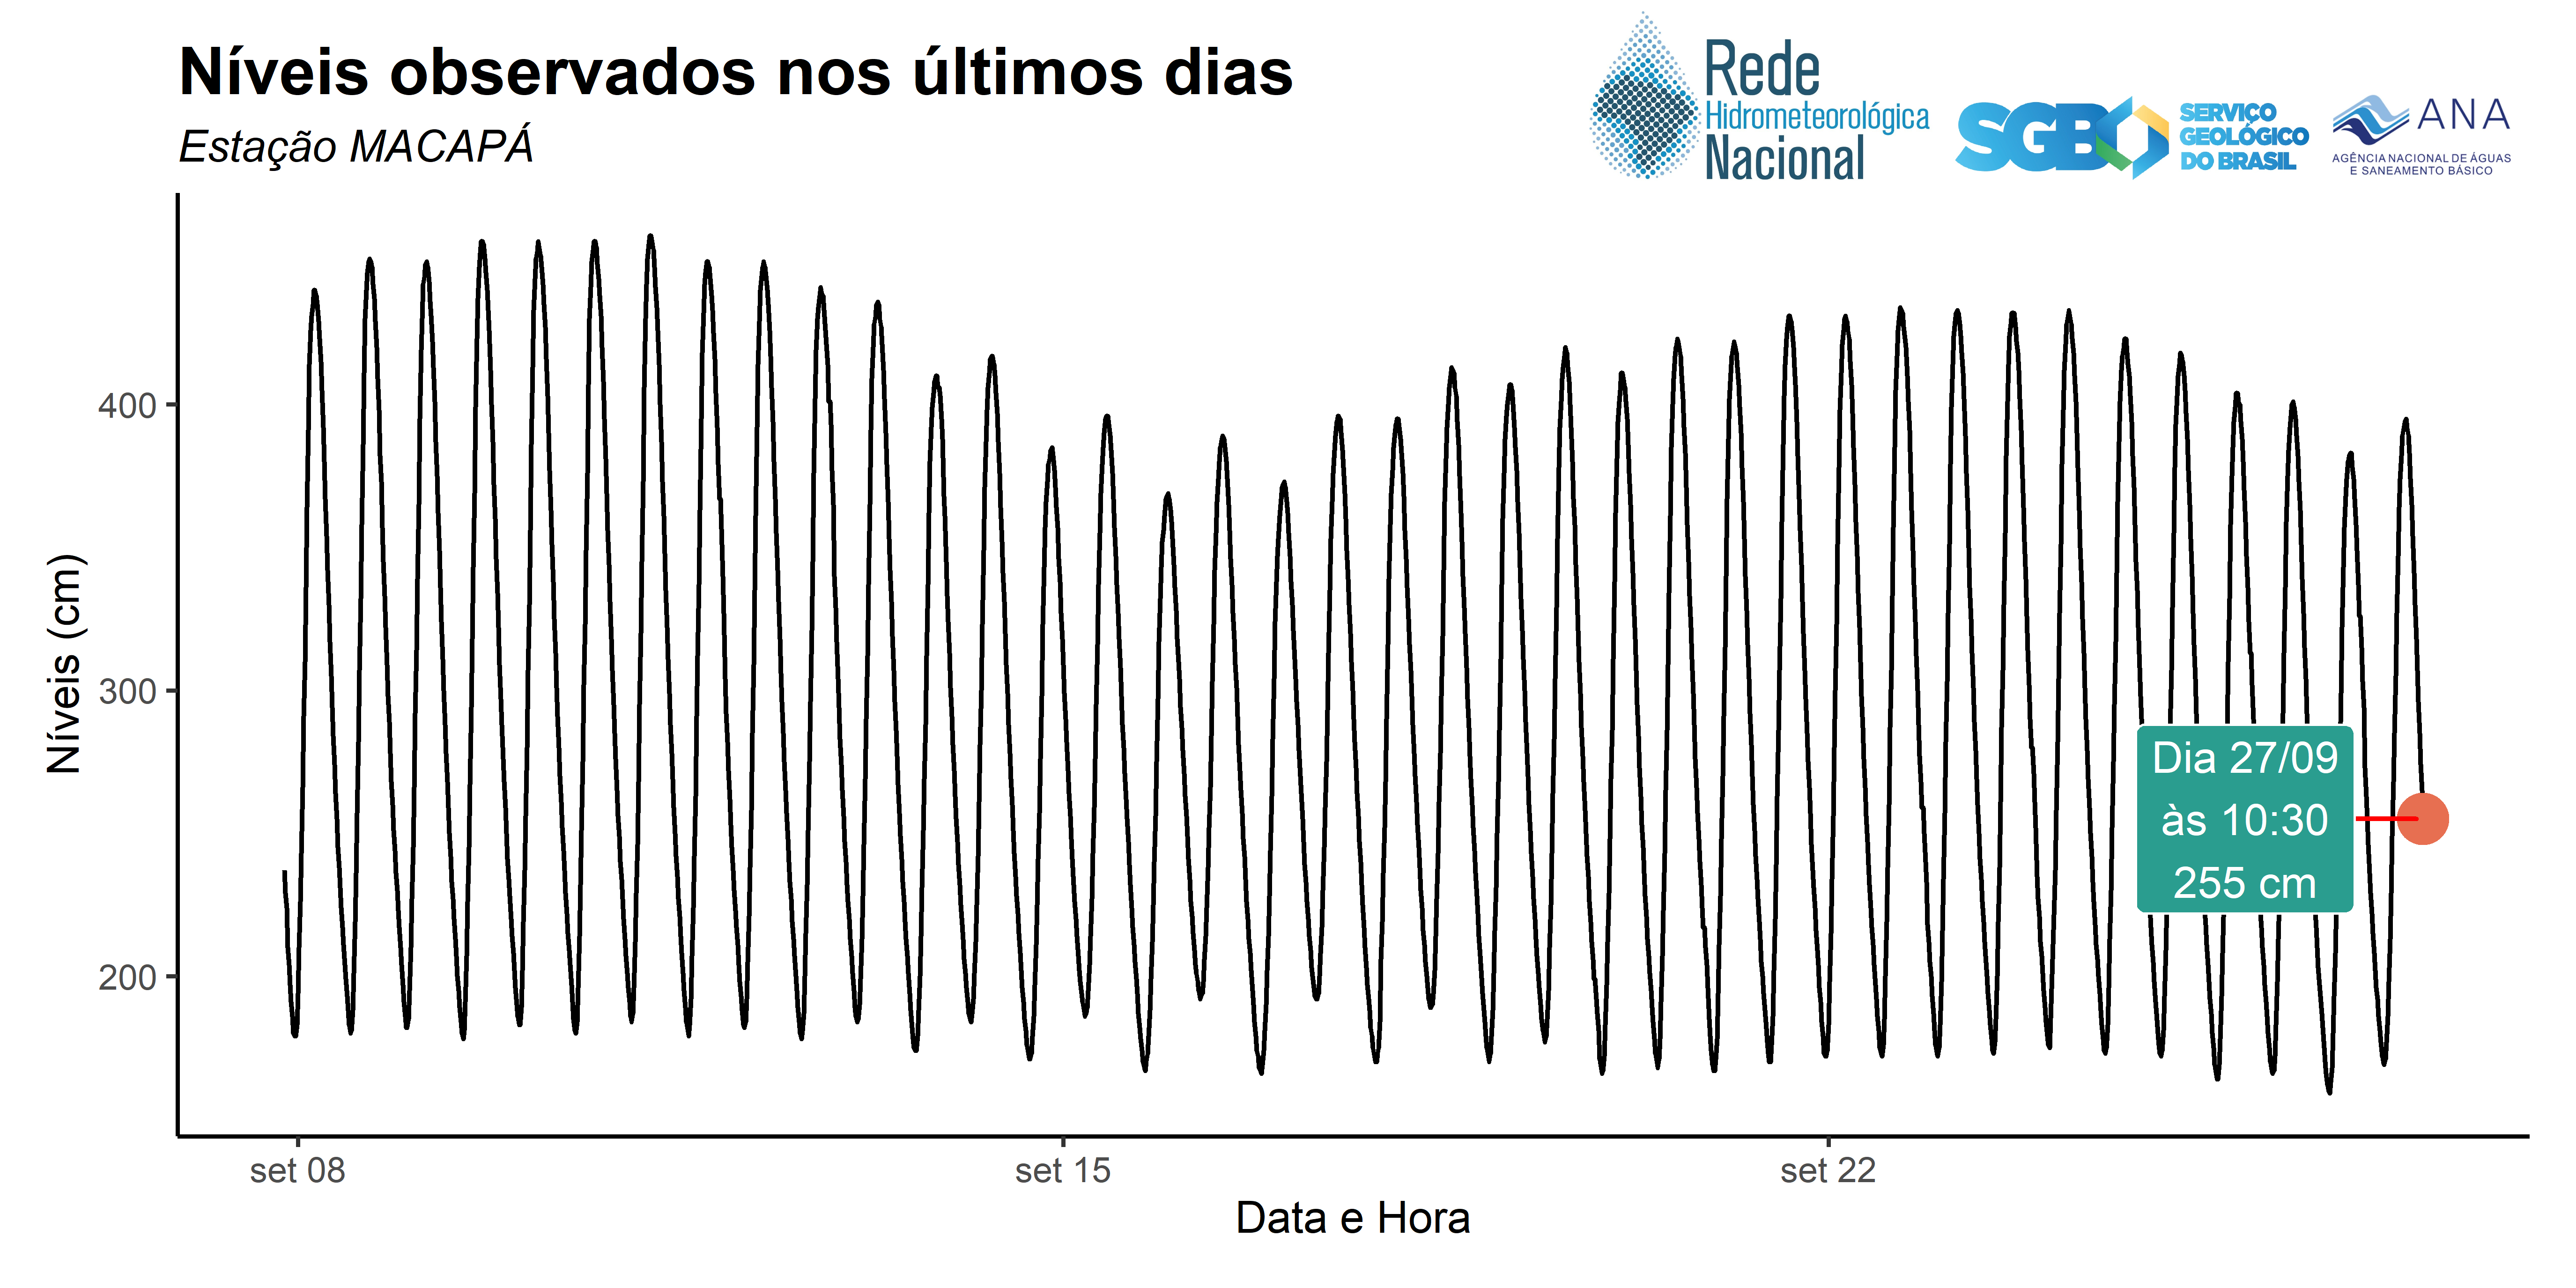 Níveis observados nos últimos dias
Estação MACAPÁ
Rede
Hidrometeorológica
Nacional
SGB
SERVIÇO
GEOLÓGICO
DO BRASIL
ANA
AGÊNCIA NACIONAL DE ÁGUAS
E SANEAMENTO BÁSICO
Níveis (cm)
400
300
200
Dia 27/09
às 10:30
255 cm
set 08
set 15
set 22
Data e Hora